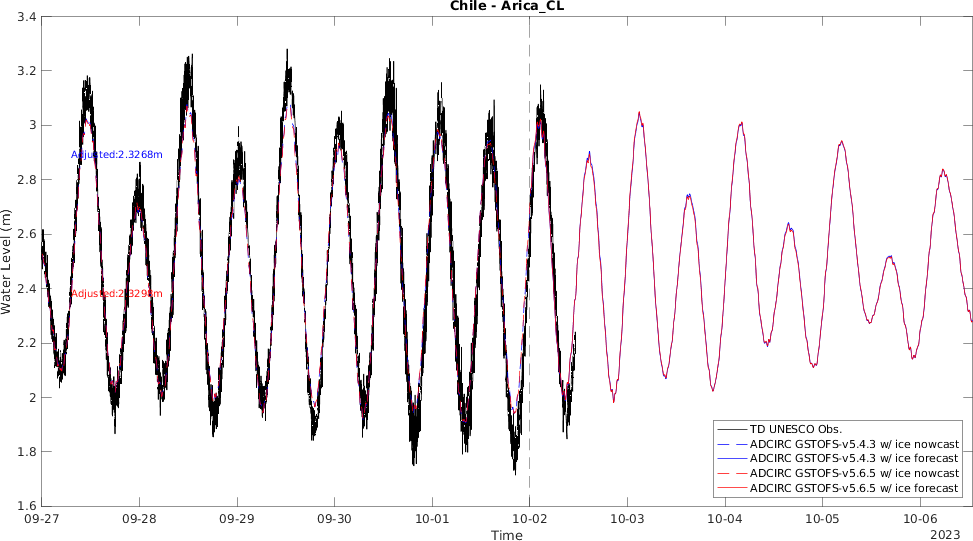 Chile - Arica_CL
3.4
3.2
3
2.8
2.6
2.4
2.2
2
1.8
1.6
Water Level (m)
Adjusted:2.3268m
Adjusted:2.3298m
TD UNESCO Obs.
ADCIRC GSTOFS-v5.4.3 w/ ice nowcast
ADCIRC GSTOFS-v5.4.3 w/ ice forecast
ADCIRC GSTOFS-v5.6.5 w/ ice nowcast
ADCIRC GSTOFS-v5.6.5 w/ ice forecast
09-27 09-28 09-29 09-30 10-01 10-02 10-03 10-04 10-05 10-06
Time
2023